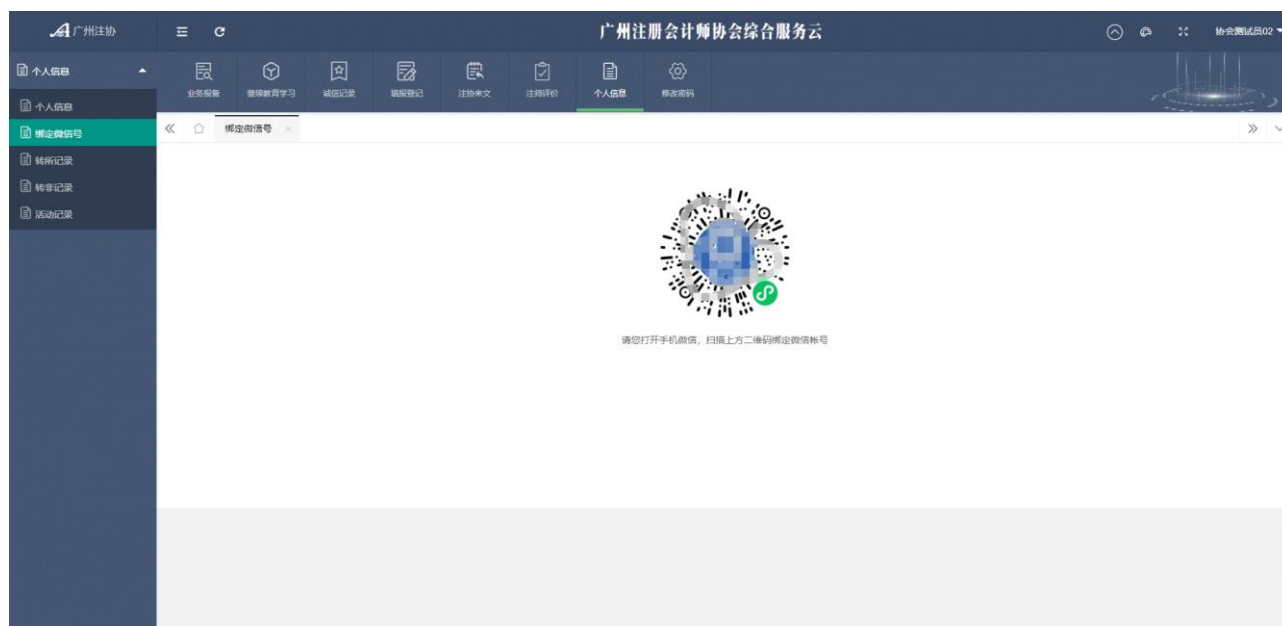 广州注协
广州注册会计师协会综合服务云
协会测试员02
个人信息
业务报备
继续教育学习
诚信记录
填报登记
注协来文
注师评价
个人信息
修改密码
个人信息
绑定微信号
转所记录
转非记录
活动记录
绑定微信号
请您打开手机微信，扫描上方二维码绑定微信帐号